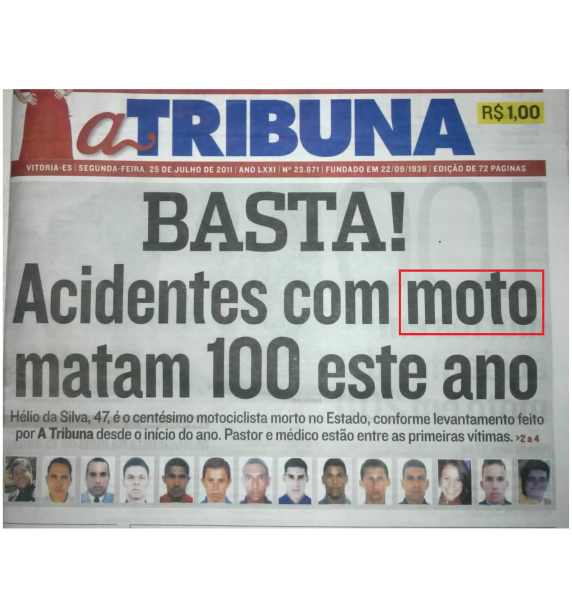 aTRIBUNA
R$1,00
VITÓRIA-ES | SEGUNDA-FEIRA, 25 DE JULHO DE 2011 | ANO LXXI | Nº 23.871 | FUNDADO EM 22/09/1939 | EDIÇÃO DE 72 PÁGINAS
BASTA!
Acidentes com moto
matam 100 este ano
Hélio da Silva, 47, é o centésimo motociclista morto no Estado, conforme levantamento feito
por A Tribuna desde o início do ano. Pastor e médico estão entre as primeiras vítimas. >2 a 4